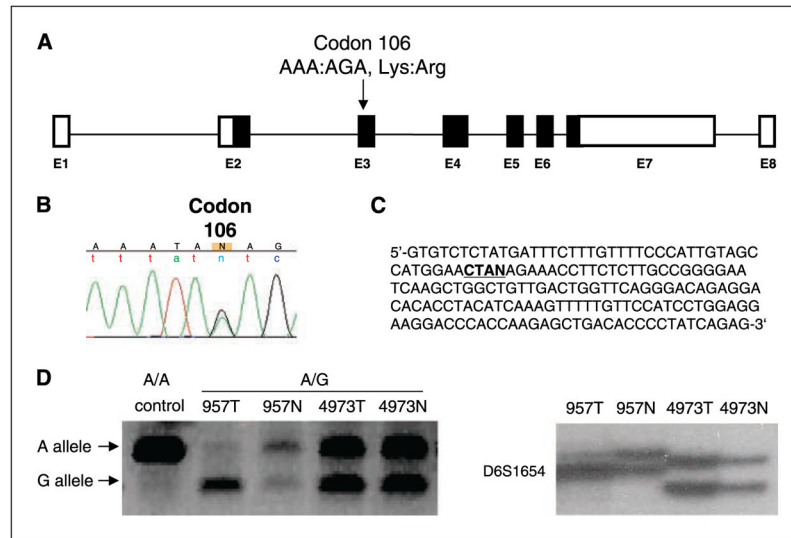 A
Codon 106
AAA:AGA, Lys:Arg
E1 E2 E3 E4 E5 E6 E7 E8
B
Codon
106
A A A T A N A G
t t t a t n t c
C
5'-GTGTCTCTATGATTTCTTTGTTTTCCCATTGTAGC
CATGGAACTANAGAAACCTTCTCTTGCCGGGGAA
TCAAGCTGGCTGTTGACTGGTTCAGGGACAGAGGA
CACACCTACATCAAAGTTTTTGTTCCATCCTGGAGG
AAGGACCCACCAAGAGCTGACACCCCTATCAGAG-3'
D
A/A A/G
control 957T 957N 4973T 4973N
A allele
G allele
957T 957N 4973T 4973N
D6S1654